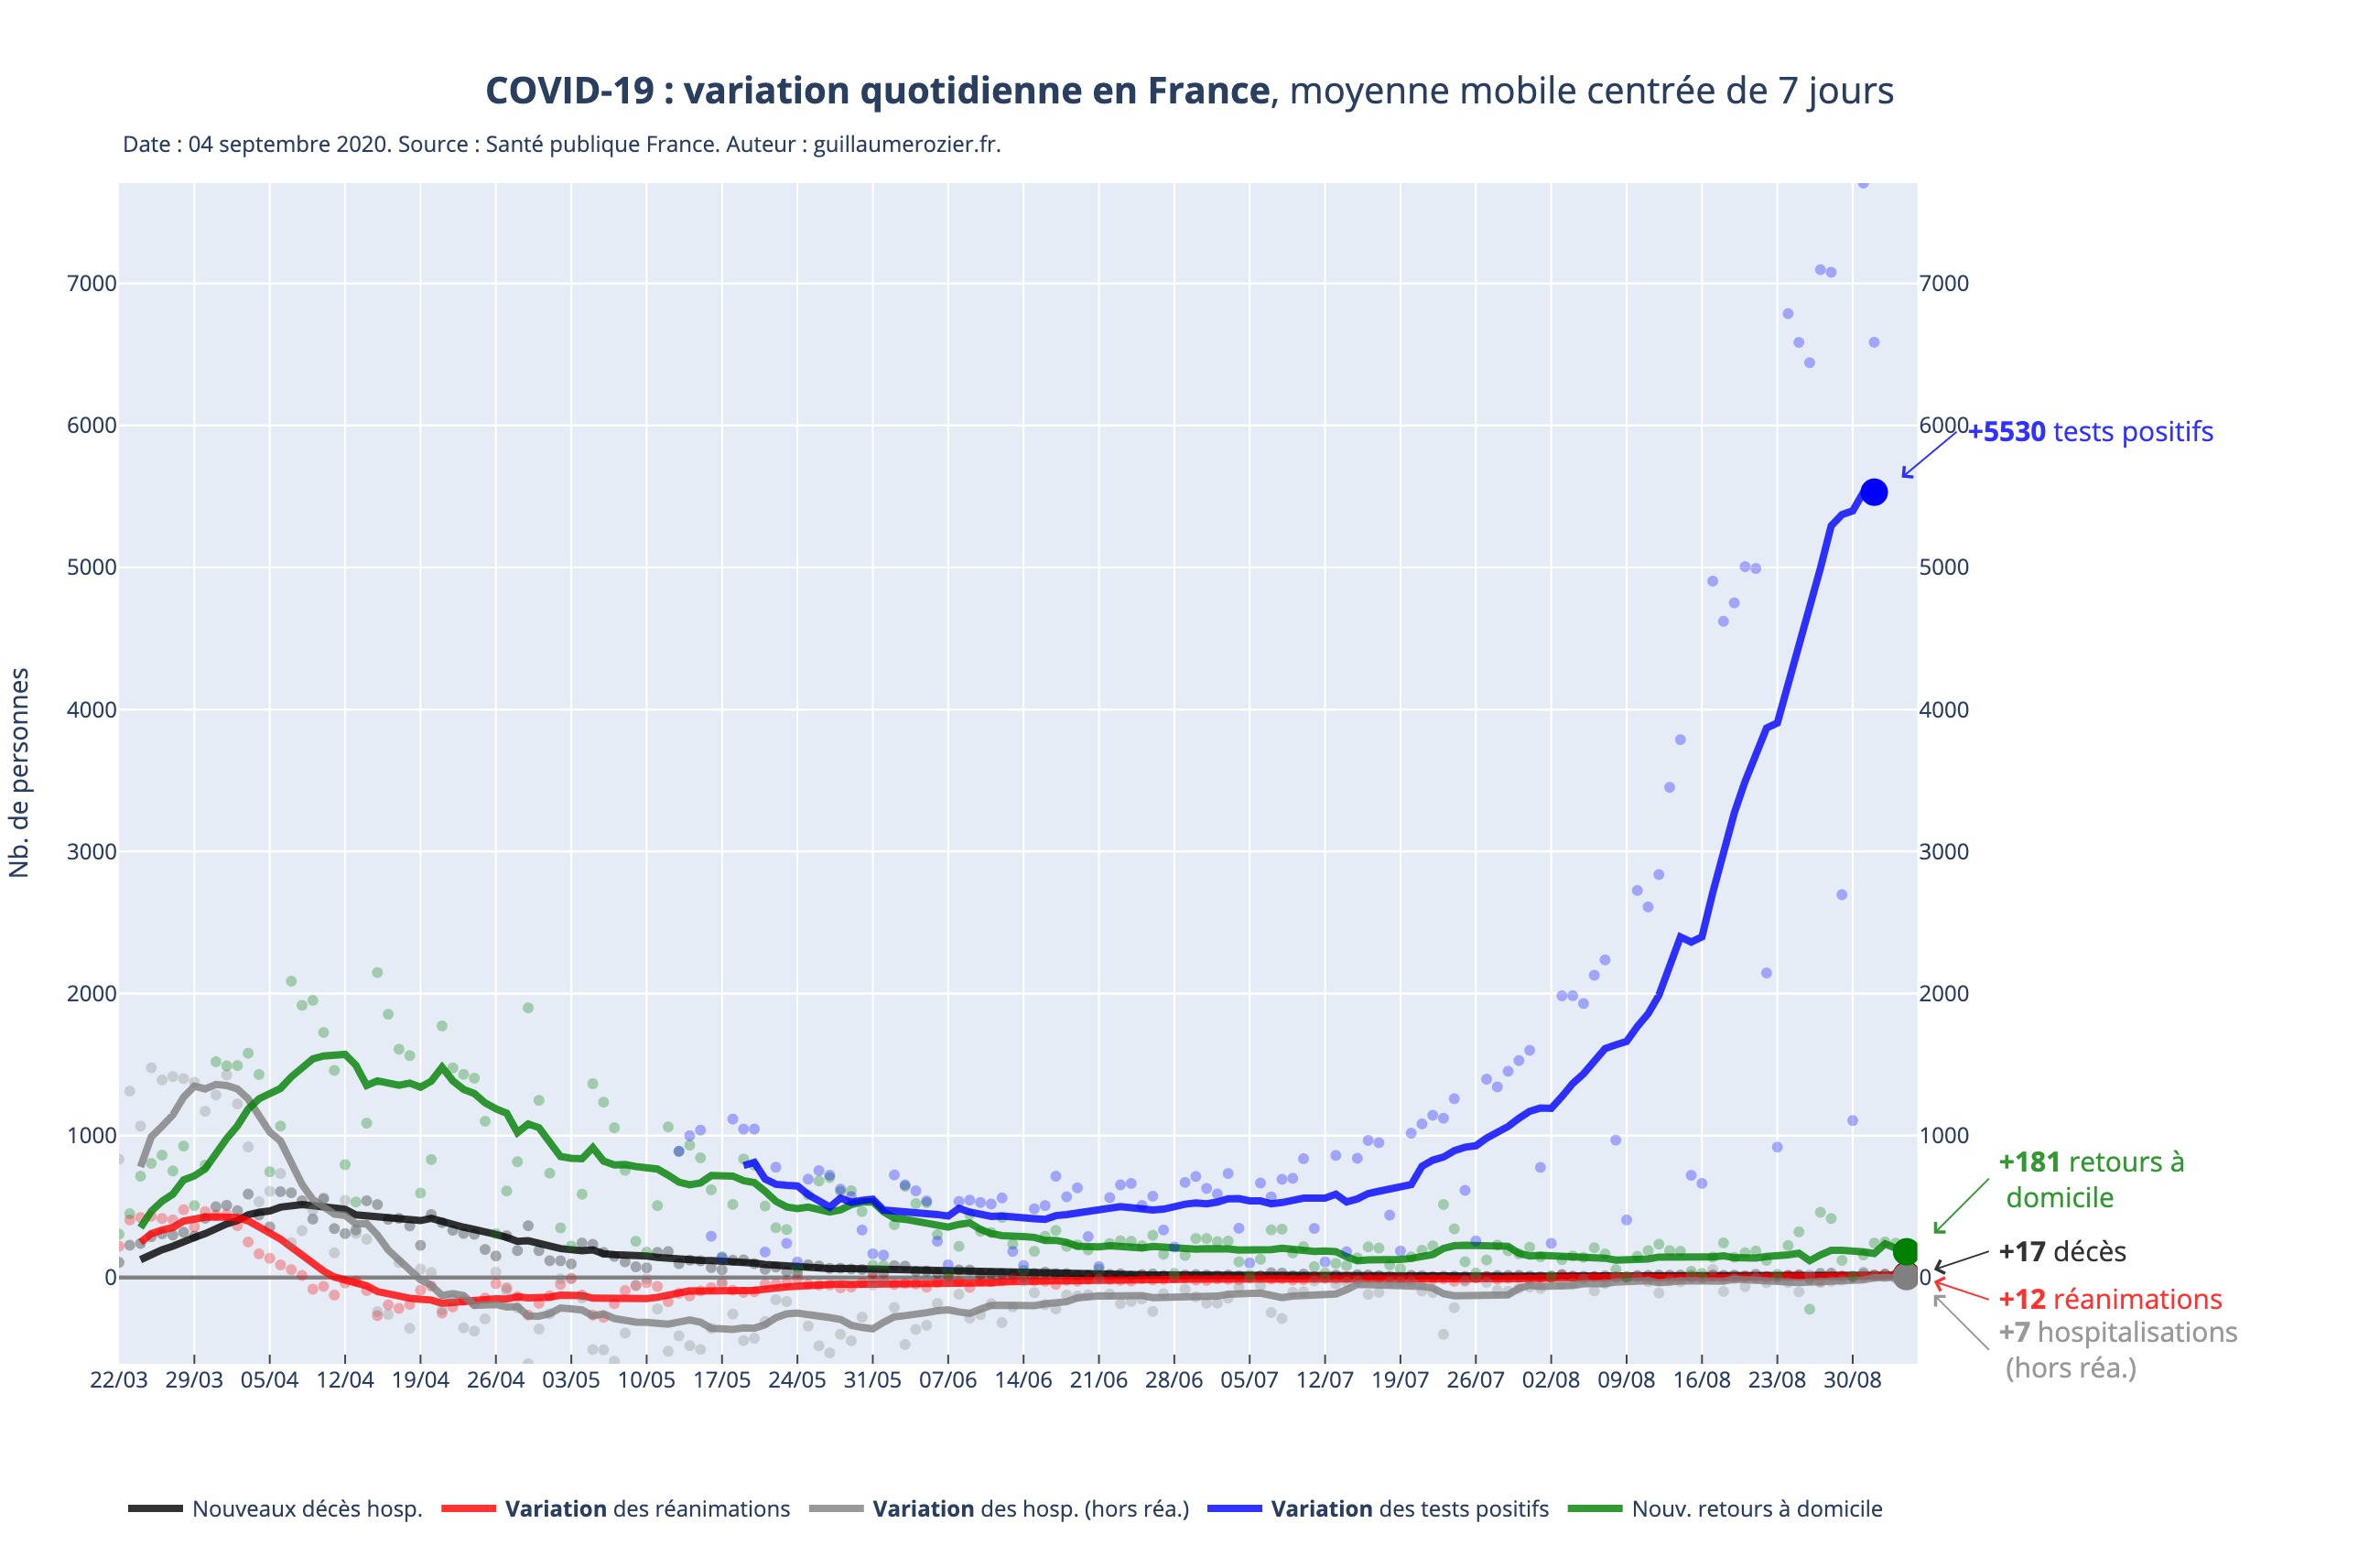 COVID-19 : variation quotidienne en France, moyenne mobile centrée de 7 jours
Date : 04 septembre 2020. Source : Santé publique France. Auteur : guillaumerozier.fr.
Nb. de personnes
7000
6000
5000
4000
3000
2000
1000
0
7000
6000
5000
4000
3000
2000
1000
0
+5530 tests positifs
+181 retours à
domicile
+17 décès
+12 réanimations
+7 hospitalisations
(hors réa.)
22/03 29/03 05/04 12/04 19/04 26/04 03/05 10/05 17/05 24/05 31/05 07/06 14/06 21/06 28/06 05/07 12/07 19/07 26/07 02/08 09/08 16/08 23/08 30/08
Nouveaux décès hosp. Variation des réanimations Variation des hosp. (hors réa.) Variation des tests positifs Nouv. retours à domicile